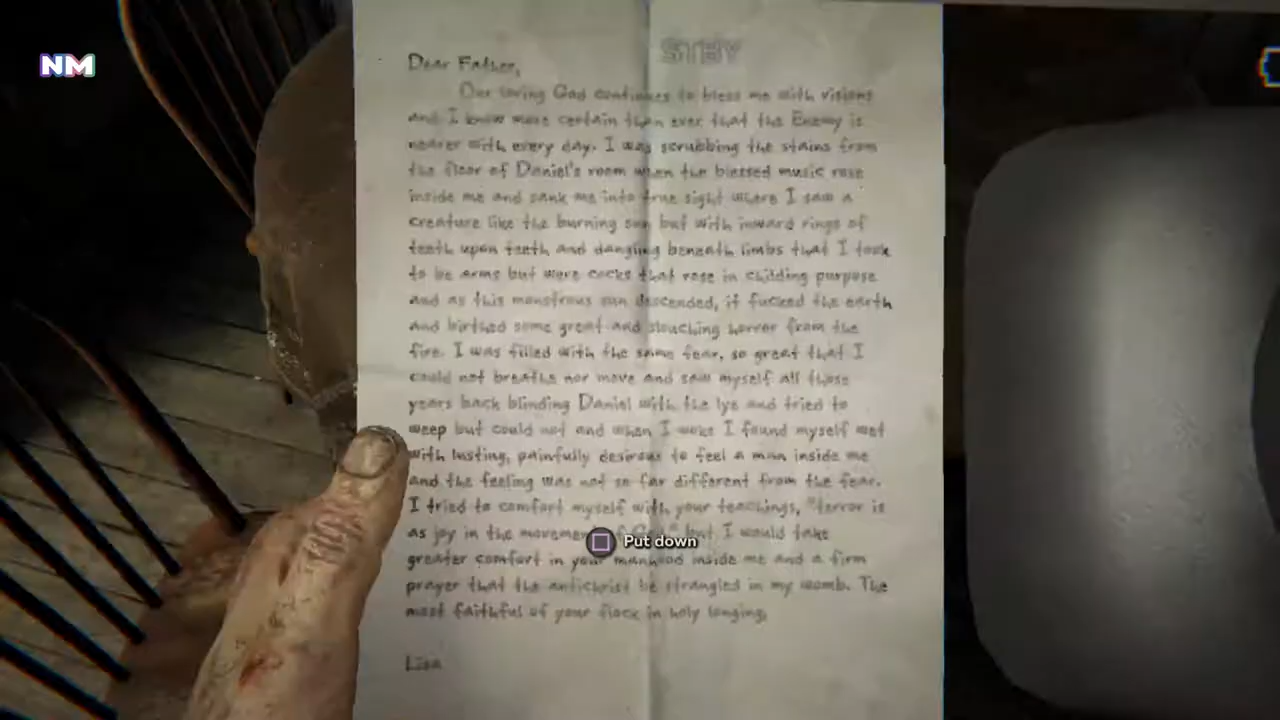 NM
STBY
Dear Father,
Our loving God continues to bless me with visions
and I know more certain than ever that the Enemy is
nearer with every day. I was scrubbing the stains from
the floor of Daniel's room when the blessed music rose
inside me and sank me into true sight where I saw a
creature like the burning sun but with inward rings of
teeth upon teeth and dangling beneath limbs that I took
to be arms but were cocks that rose in childing purpose
and as this monstrous sun descended, it fucked the earth
and birthed some great and slouching horror from the
fire. I was filled with the same fear, so great that I
could not breathe nor move and saw myself all those
years back blinding Daniel with the lye and tried to
weep but could not and when I woke I found myself wet
with lusting, painfully desirous to feel a man inside me
and the feeling was not so far different from the fear.
I tried to comfort myself with your teachings, "terror is
as joy in the movement of God" but I would take
greater comfort in your manhood inside me and a firm
prayer that the antichrist be strangled in my womb. The
most faithful of your flock in holy longing,
Lisa
Put down